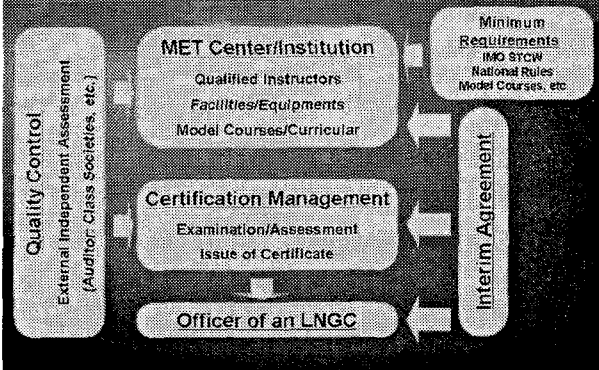 Quality Control
External Independent Assessment
(Auditor: Class Societies, etc.)
MET Center/Institution
Qualified Instructors
Facilities/Equipments
Model Courses/Curricular
Minimum
Requirements
IMO STCW
National Rules
Model Courses, etc
Certification Management
Examination/Assessment
Issue of Certificate
Officer of an LNGC
Interim Agreement